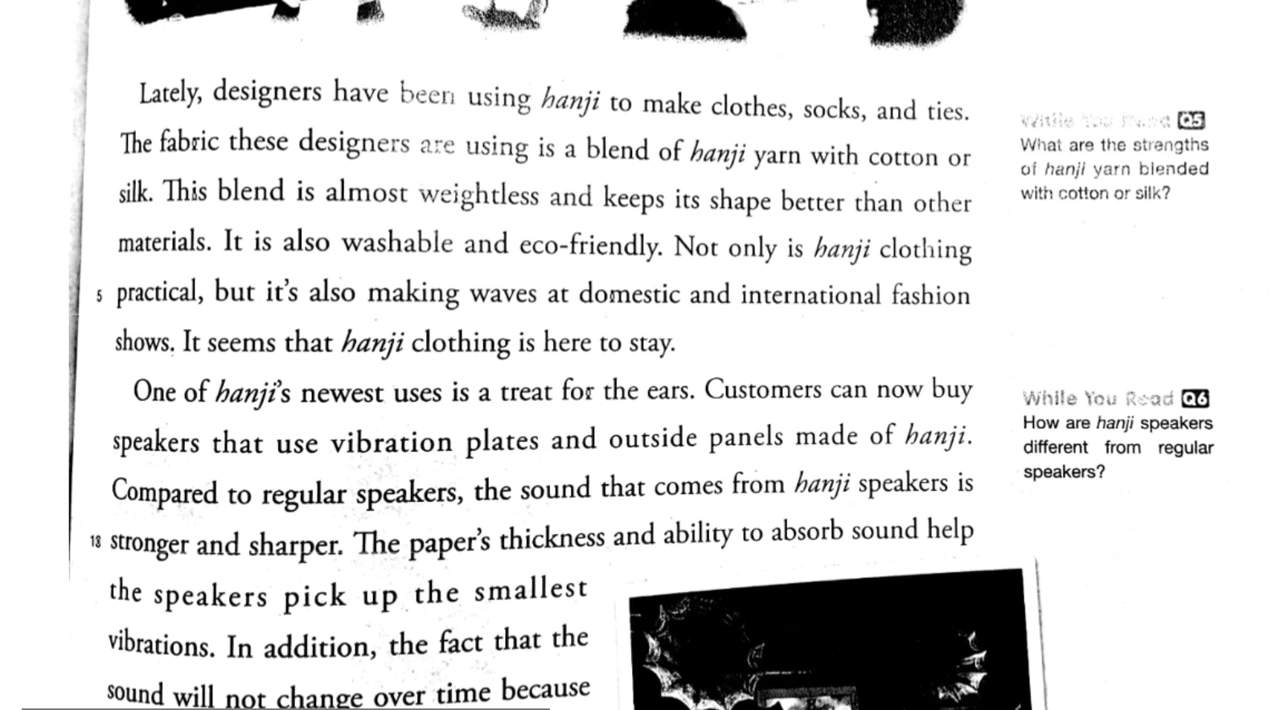 Lately, designers have been using hanji to make clothes, socks, and ties.
The fabric these designers are using is a blend of hanji yarn with cotton or
silk. This blend is almost weightless and keeps its shape better than other
materials. It is also washable and eco-friendly. Not only is hanji clothing
5 practical, but it's also making waves at domestic and international fashion
shows. It seems that hanji clothing is here to stay.
One of hanji's newest uses is a treat for the ears. Customers can now buy
speakers that use vibration plates and outside panels made of hanji.
Compared to regular speakers, the sound that comes from hanji speakers is
18 stronger and sharper. The paper's thickness and ability to absorb sound help
the speakers pick up the smallest
vibrations. In addition, the fact that the
sound will not change over time because
While You Read Q5
What are the strengths
of hanji yarn blended
with cotton or silk?
While You Read Q6
How are hanji speakers
different from regular
speakers?